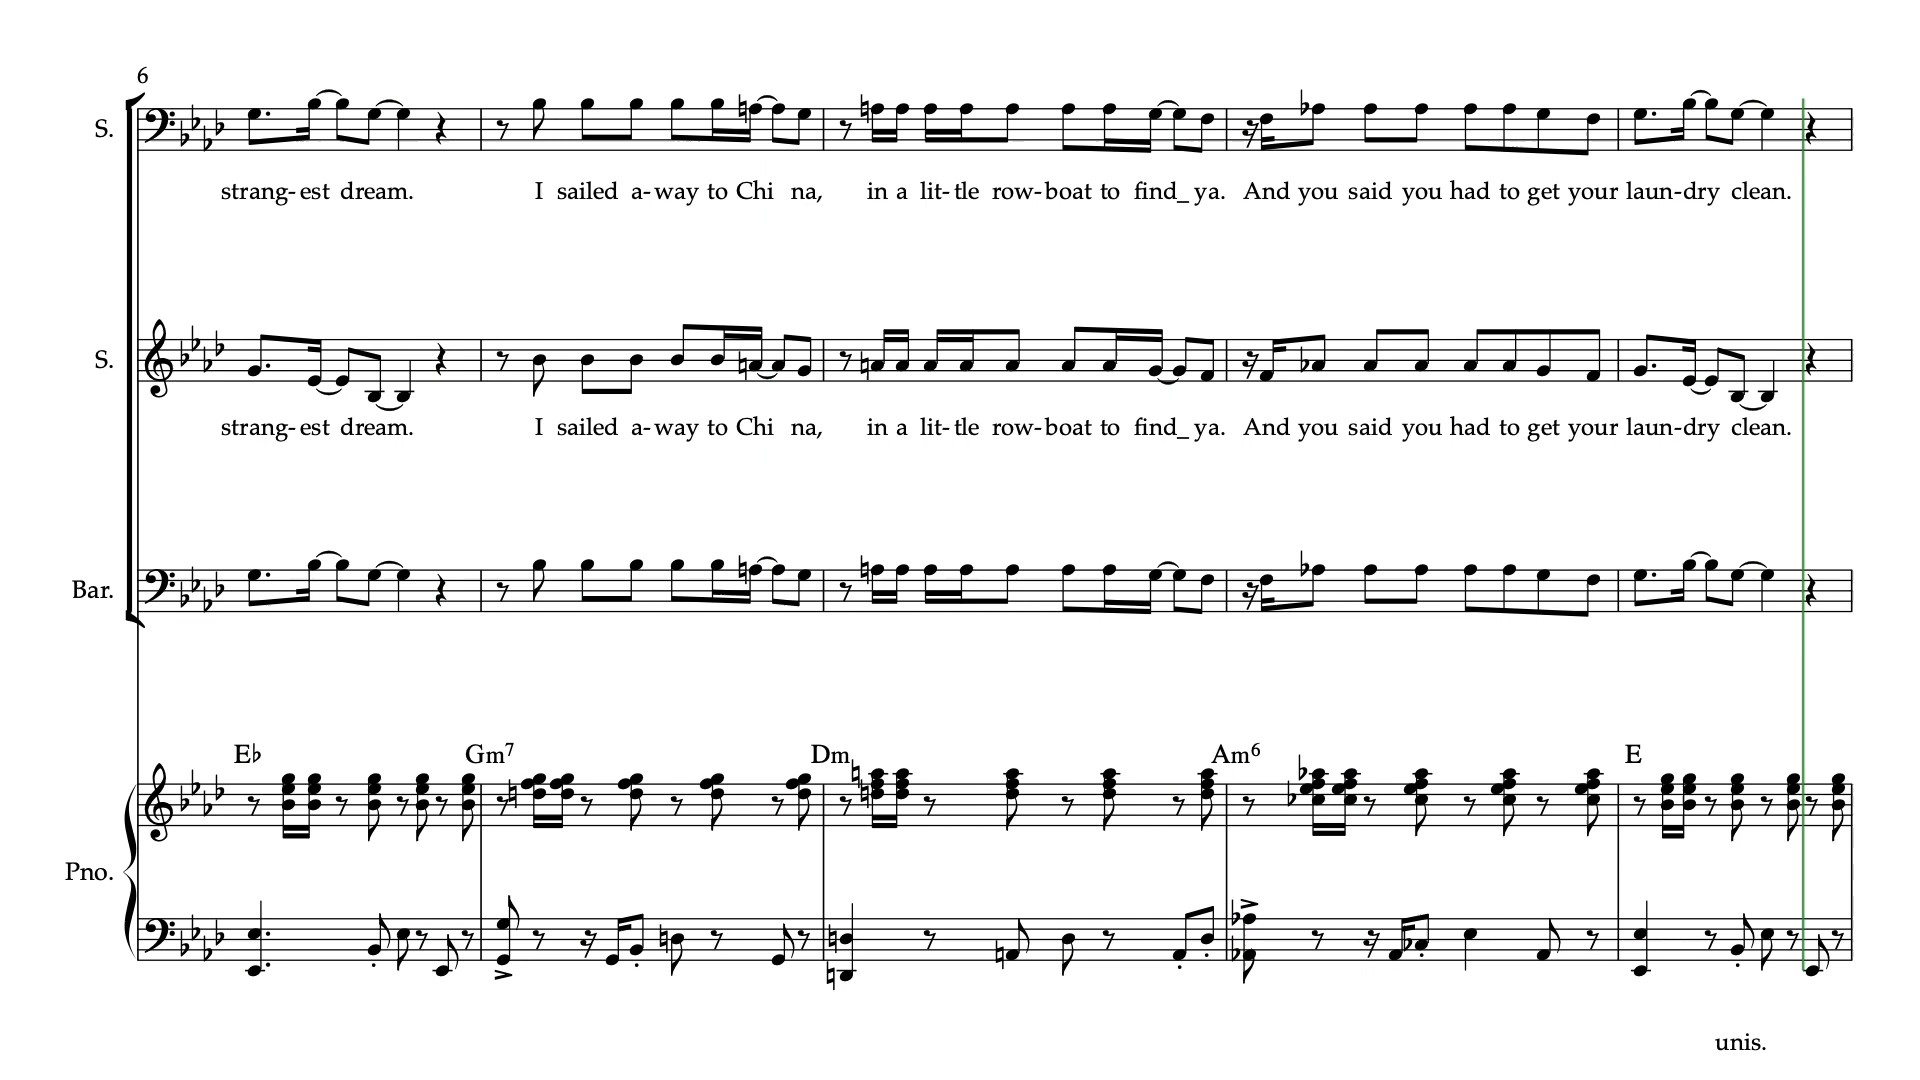 6
S.
strang-est dream. I sailed a-way to Chi na, in a lit-tle row-boat to find_ ya. And you said you had to get your laun-dry clean.
S.
strang-est dream. I sailed a-way to Chi na, in a lit-tle row-boat to find_ ya. And you said you had to get your laun-dry clean.
Bar.
E♭ Gm7 Dm Am6 E
Pno.
unis.